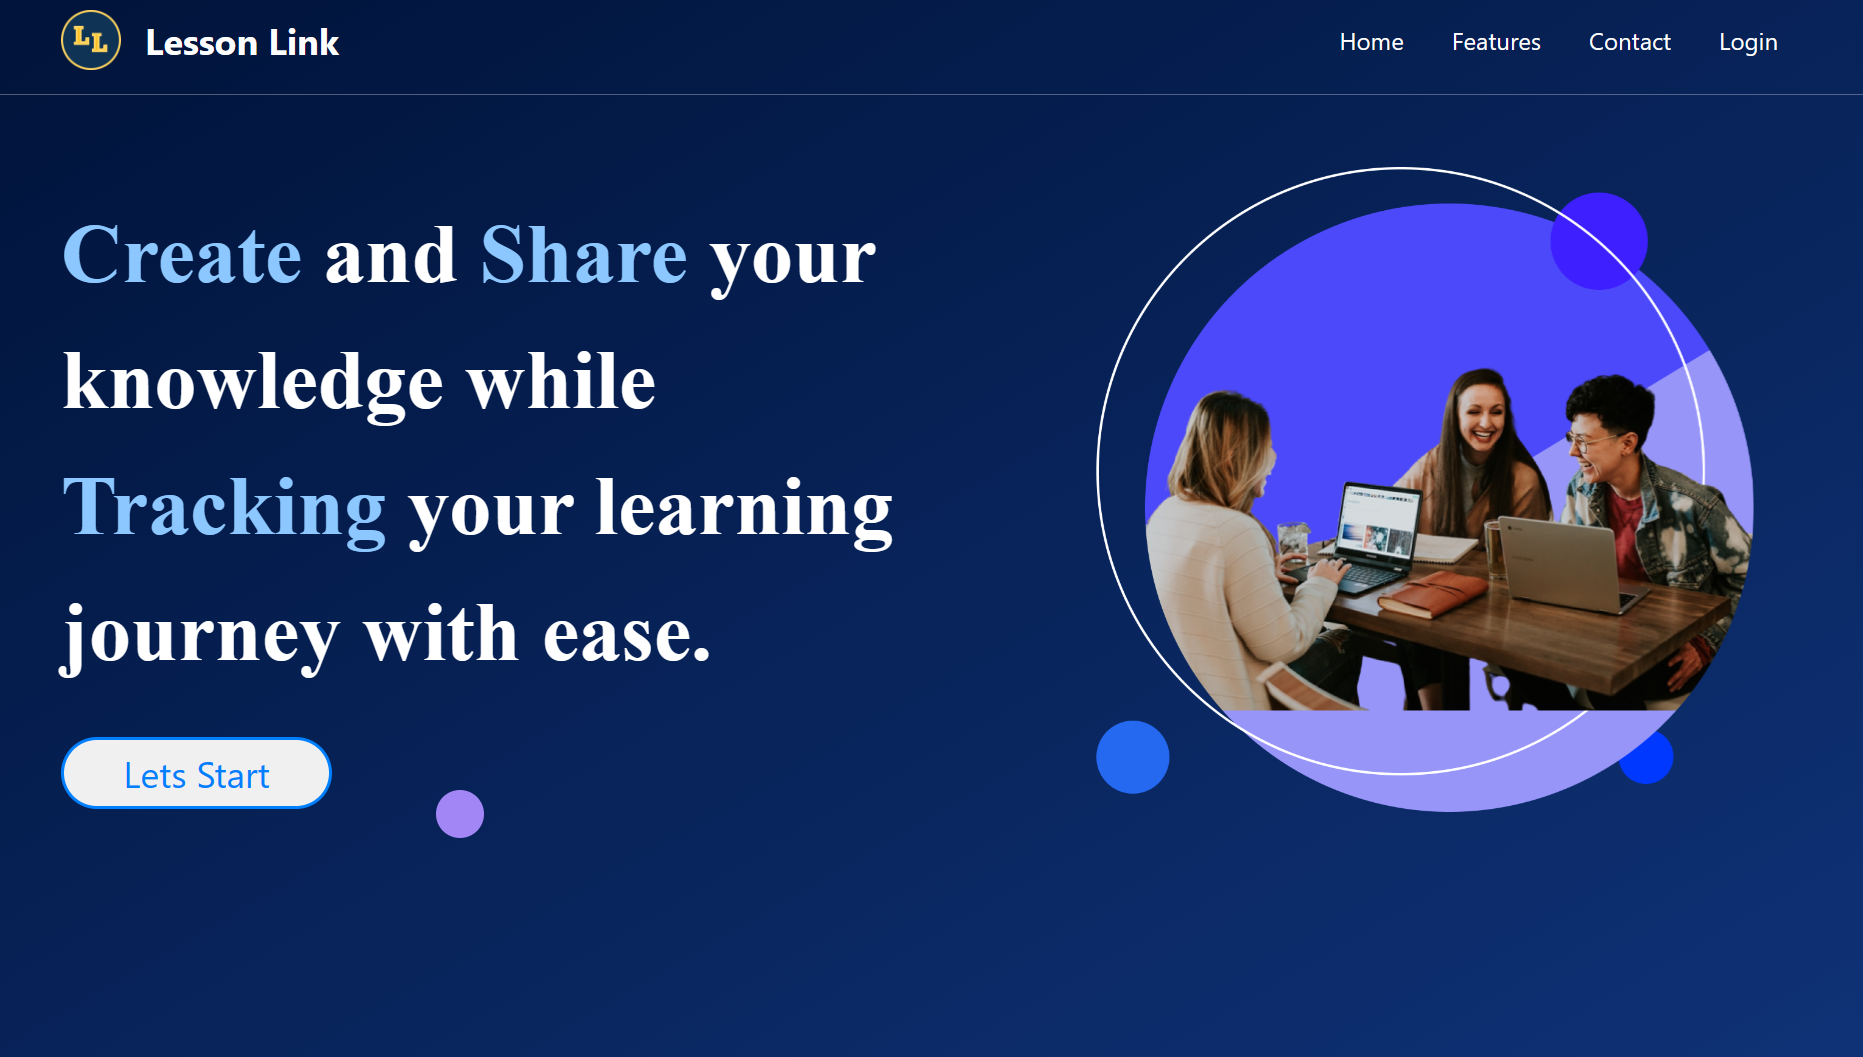 LL
Lesson Link
Home
Features
Contact
Login
Create and Share your
knowledge while
Tracking your learning
journey with ease.
Lets Start